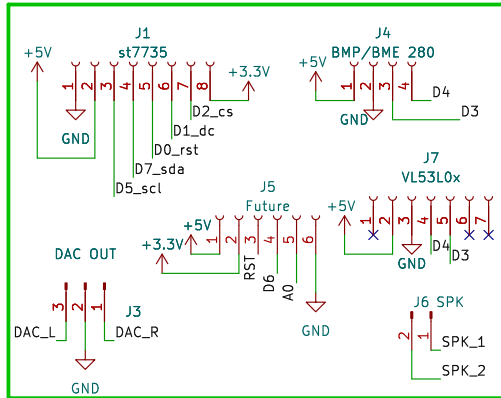 J1
st7735
+5V
1
2
3
4
5
6
7
8
+3.3V
GND
D2_cs
D1_dc
D0_rst
D7_sda
D5_scl
J4
BMP/BME 280
+5V
1
2
3
4
GND
D4
D3
J7
VL53L0x
+5V
1
2
3
4
5
6
7
GND
D4
D3
J5
Future
+5V
+3.3V
1
2
3
4
5
6
RST
D6
A0
GND
DAC OUT
J3
3
2
1
DAC_L
DAC_R
GND
J6 SPK
2
1
SPK_1
SPK_2